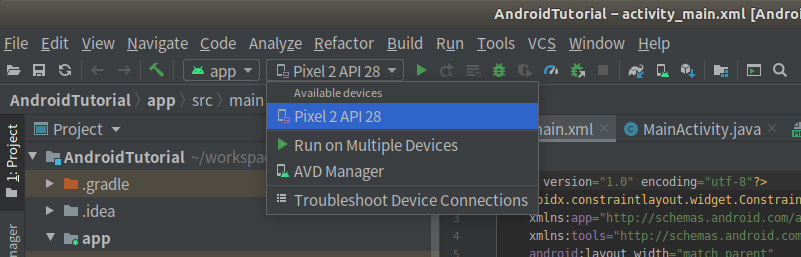 AndroidTutorial – activity_main.xml [And
File Edit View Navigate Code Analyze Refactor Build Run Tools VCS Window Help
app Pixel 2 API 28
AndroidTutorial app src main
Available devices
Pixel 2 API 28
Run on Multiple Devices
AVD Manager
Troubleshoot Device Connections
1: Project
Project
AndroidTutorial ~/workspa
.gradle
.idea
app
main.xml MainActivity.java
version="1.0" encoding="utf-8"?>
oidx.constraintlayout.widget.Constrain
3 xmlns:app="http://schemas.android.com/a
4 xmlns:tools="http://schemas.android.com
5 android:layout_width="match_parent"